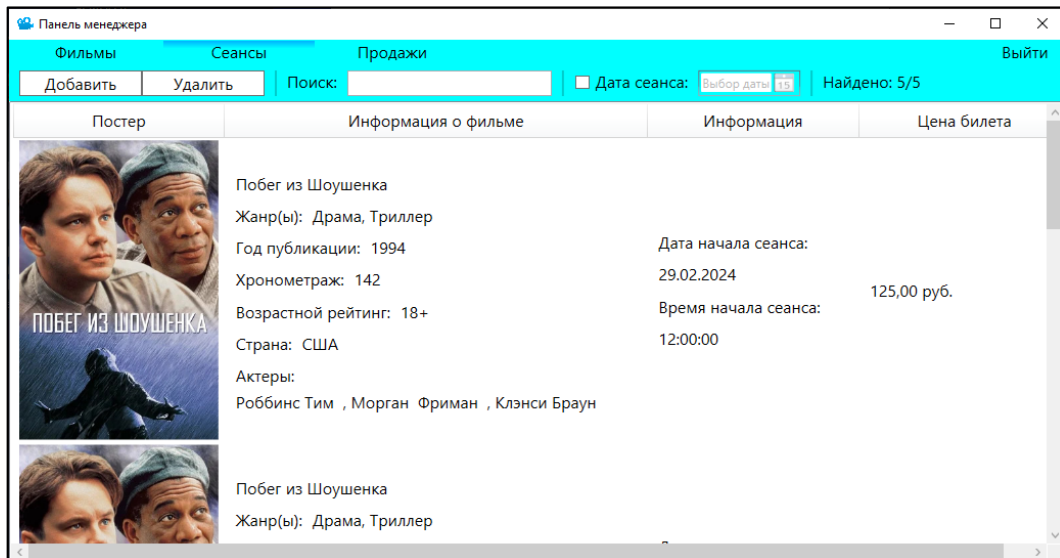 Панель менеджера
Фильмы Сеансы Продажи Выйти
Добавить Удалить Поиск: Дата сеанса: Выбор даты 15 Найдено: 5/5
Постер Информация о фильме Информация Цена билета
ПОБЕГ ИЗ ШОУШЕНКА
Побег из Шоушенка
Жанр(ы): Драма, Триллер
Год публикации: 1994
Хронометраж: 142
Возрастной рейтинг: 18+
Страна: США
Актеры:
Роббинс Тим , Морган Фриман , Клэнси Браун
Дата начала сеанса:
29.02.2024
Время начала сеанса:
12:00:00
125,00 руб.
Побег из Шоушенка
Жанр(ы): Драма, Триллер